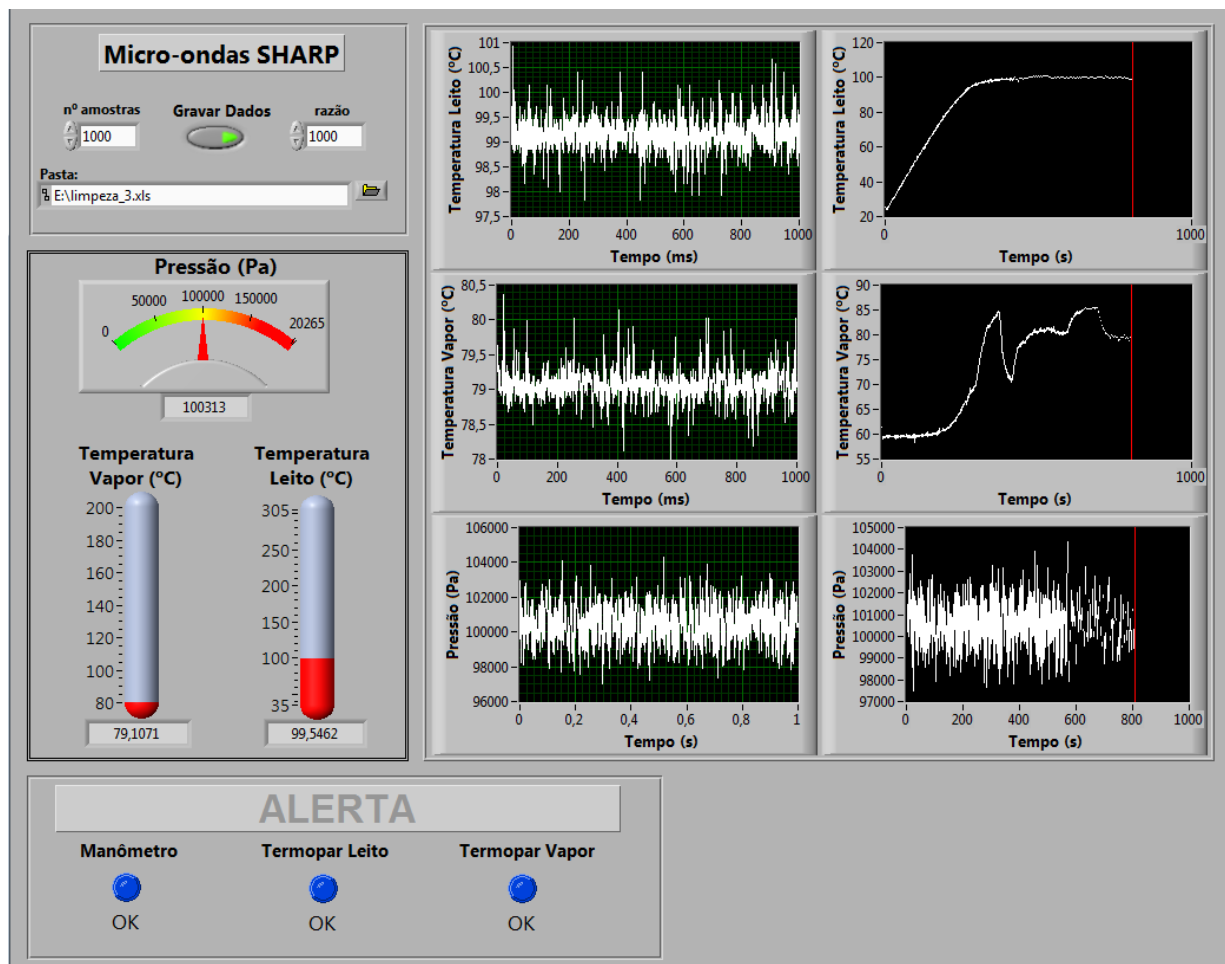 Micro-ondas SHARP
nº amostras
Gravar Dados
razão
1000
1000
Pasta:
E:\limpeza_3.xls
Pressão (Pa)
0
50000
100000
150000
20265
100313
Temperatura
Vapor (ºC)
200
180
160
140
120
100
80
79,1071
Temperatura
Leito (ºC)
305
250
200
150
100
35
99,5462
Temperatura Leito (ºC)
101
100,5
100
99,5
99
98,5
98
97,5
0 200 400 600 800 1000
Tempo (ms)
Temperatura Leito (ºC)
120
100
80
60
40
20
0 1000
Tempo (s)
Temperatura Vapor (ºC)
80,5
80
79,5
79
78,5
78
0 200 400 600 800 1000
Tempo (ms)
Temperatura Vapor (ºC)
90
85
80
75
70
65
60
55
0 1000
Tempo (s)
Pressão (Pa)
106000
104000
102000
100000
98000
96000
0 0,2 0,4 0,6 0,8 1
Tempo (s)
Pressão (Pa)
105000
104000
103000
102000
101000
100000
99000
98000
97000
0 200 400 600 800 1000
Tempo (s)
ALERTA
Manômetro
Termopar Leito
Termopar Vapor
OK
OK
OK